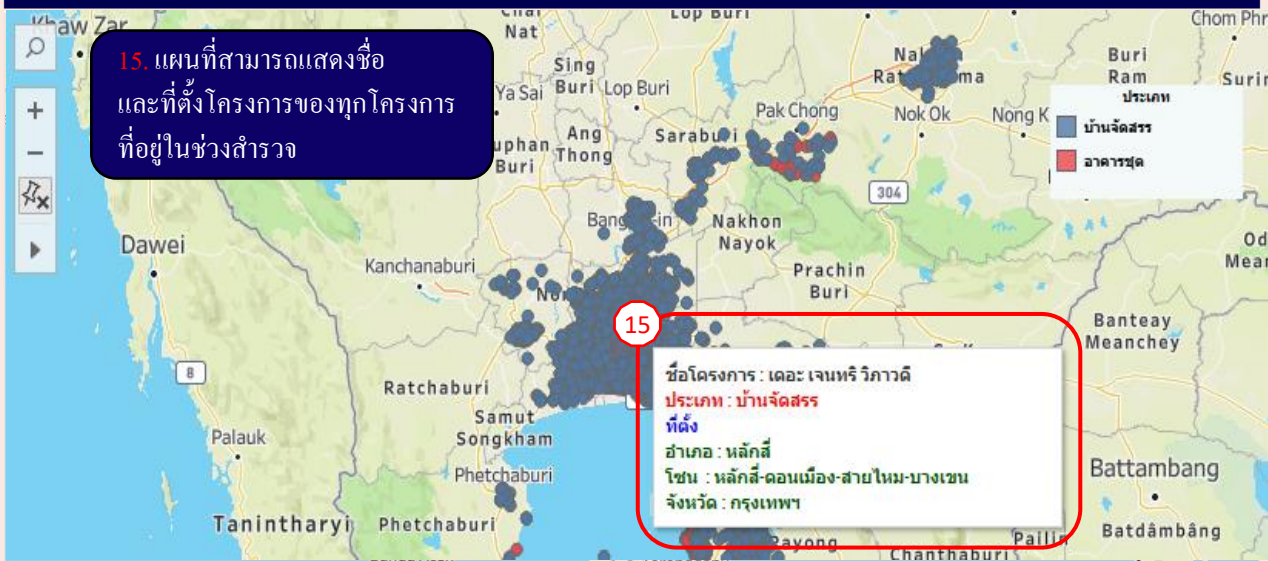 Khaw Zar
Nat
Lop Buri
Chom Phr
15. แผนที่สามารถแสดงชื่อ
และที่ตั้งโครงการของทุกโครงการ
ที่อยู่ในช่วงสำรวจ
Sing
Buri
Lop Buri
Ya Sai
Ang
Thong
Saraburi
Pak Chong
Nok Ok
Nong K
Buri
Ram
Surin
ประเภท
บ้านจัดสรร
อาคารชุด
uphan
Buri
304
Nakhon
Nayok
Dawei
Kanchanaburi
Prachin
Buri
Od
Mear
15
Banteay
Meanchey
8
Ratchaburi
Samut
Songkham
Palauk
Phetchaburi
ชื่อโครงการ : เดอะ เจนทริ วิภาวดี
ประเภท : บ้านจัดสรร
ที่ตั้ง
อำเภอ : หลักสี่
โซน : หลักสี่-ดอนเมือง-สายไหม-บางเขน
จังหวัด : กรุงเทพฯ
Battambang
Tanintharyi
Phetchaburi
Rayong
Chanthaburi
Pailin
Batdâmbâng